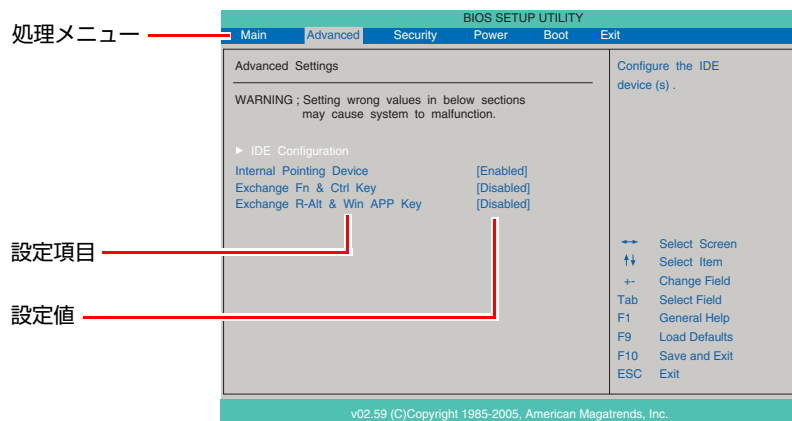 BIOS SETUP UTILITY
処理メニュー
Main Advanced Security Power Boot Exit
Advanced Settings
WARNING ; Setting wrong values in below sections
may cause system to malfunction.
► IDE Configuration
Internal Pointing Device [Enabled]
Exchange Fn & Ctrl Key [Disabled]
Exchange R-Alt & Win APP Key [Disabled]
Configure the IDE
device (s) .
設定項目
設定値
↔ Select Screen
↑↓ Select Item
+- Change Field
Tab Select Field
F1 General Help
F9 Load Defaults
F10 Save and Exit
ESC Exit
v02.59 (C)Copyright 1985-2005, American Magatrends, Inc.